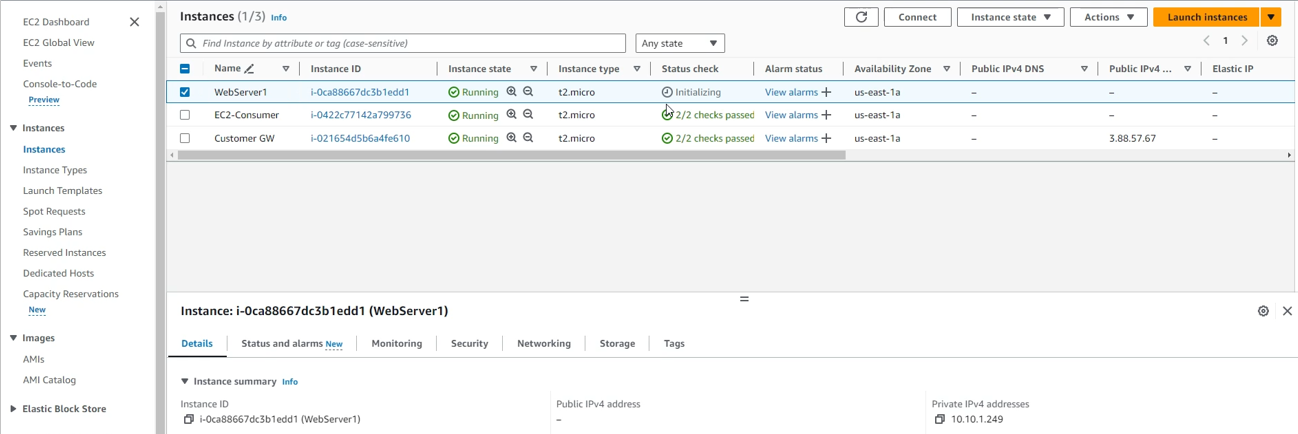 EC2 Dashboard
EC2 Global View
Events
Console-to-Code
Preview
Instances
Instances
Instance Types
Launch Templates
Spot Requests
Savings Plans
Reserved Instances
Dedicated Hosts
Capacity Reservations
New
Images
AMIs
AMI Catalog
Elastic Block Store
Instances (1/3) Info
Connect Instance state Actions Launch instances
Find Instance by attribute or tag (case-sensitive) Any state 1
Name Instance ID Instance state Instance type Status check Alarm status Availability Zone Public IPv4 DNS Public IPv4 ... Elastic IP
WebServer1 i-0ca88667dc3b1edd1 Running t2.micro Initializing View alarms + us-east-1a – – –
EC2-Consumer i-0422c77142a799736 Running t2.micro 2/2 checks passed View alarms + us-east-1a – – –
Customer GW i-021654d5b6a4fe610 Running t2.micro 2/2 checks passed View alarms + us-east-1a – 3.88.57.67 –
Instance: i-0ca88667dc3b1edd1 (WebServer1)
Details Status and alarms New Monitoring Security Networking Storage Tags
Instance summary Info
Instance ID Public IPv4 address Private IPv4 addresses
i-0ca88667dc3b1edd1 (WebServer1) – 10.10.1.249